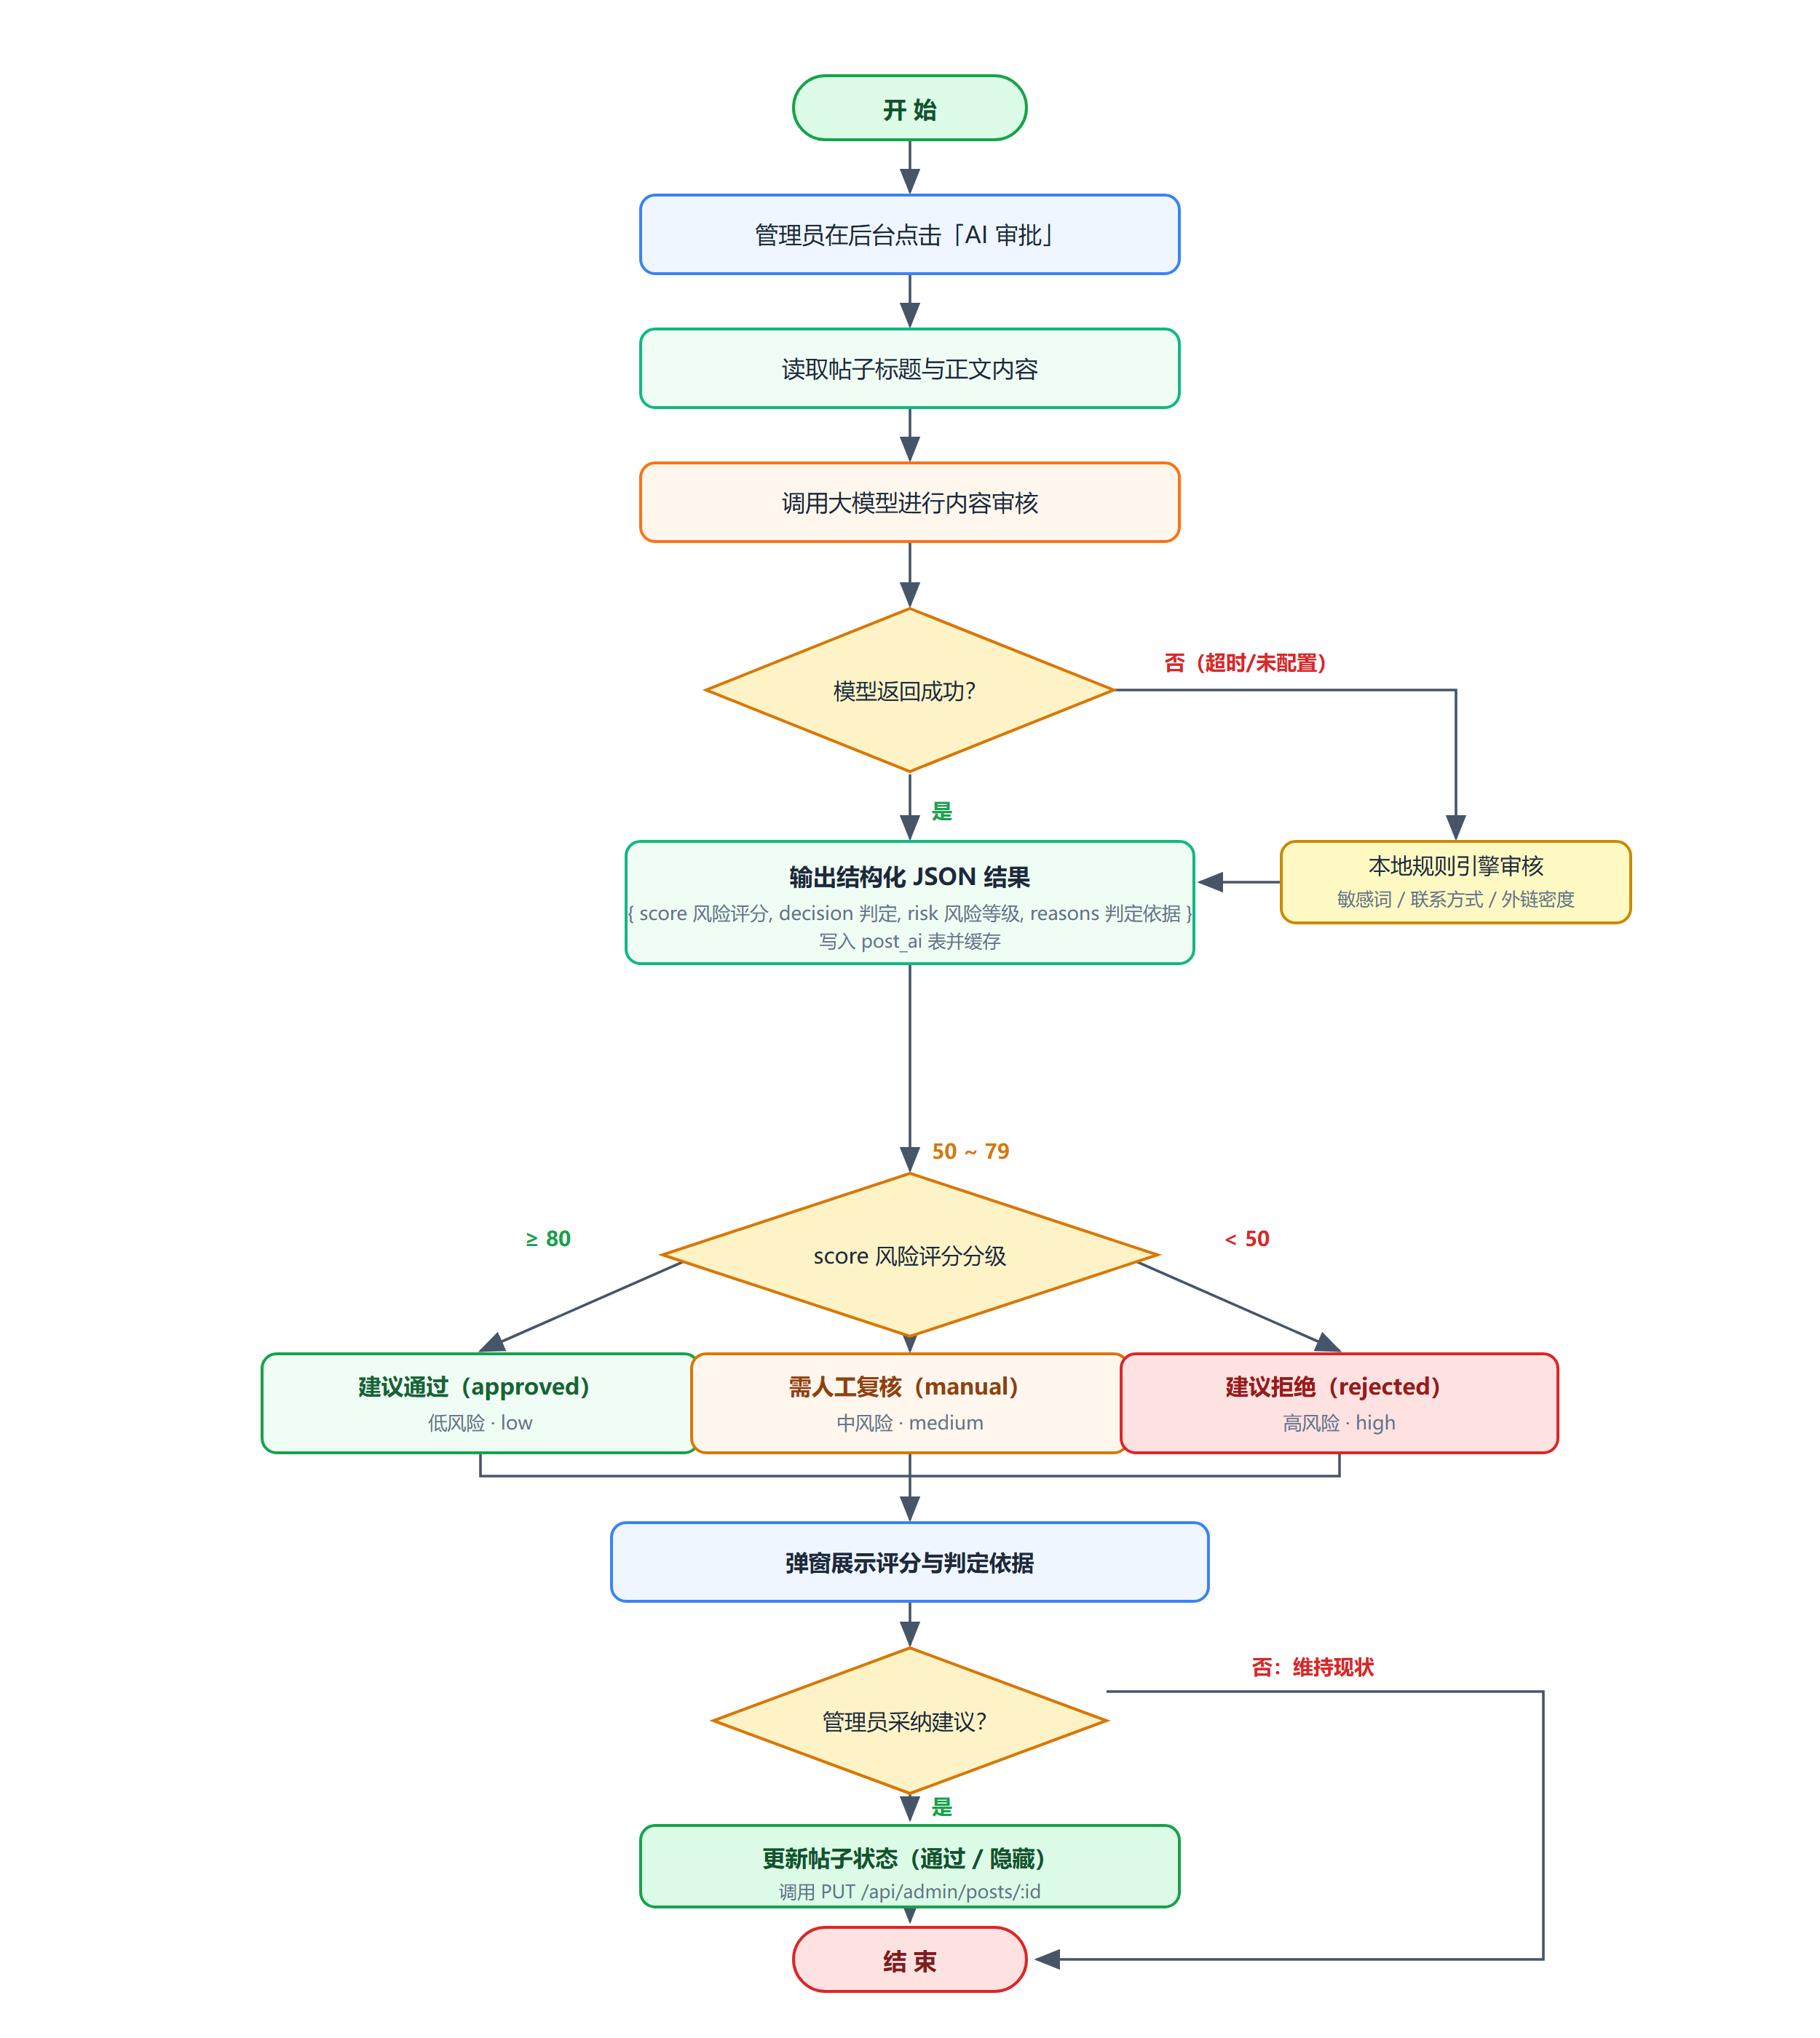 开 始
管理员在后台点击「AI 审批」
读取帖子标题与正文内容
调用大模型进行内容审核
否（超时/未配置）
模型返回成功？
是
输出结构化 JSON 结果
{ score 风险评分, decision 判定, risk 风险等级, reasons 判定依据 }
写入 post_ai 表并缓存
本地规则引擎审核
敏感词 / 联系方式 / 外链密度
50 ~ 79
≥ 80
< 50
score 风险评分分级
建议通过（approved）
低风险 · low
需人工复核（manual）
中风险 · medium
建议拒绝（rejected）
高风险 · high
弹窗展示评分与判定依据
否：维持现状
管理员采纳建议？
是
更新帖子状态（通过 / 隐藏）
调用 PUT /api/admin/posts/:id
结 束